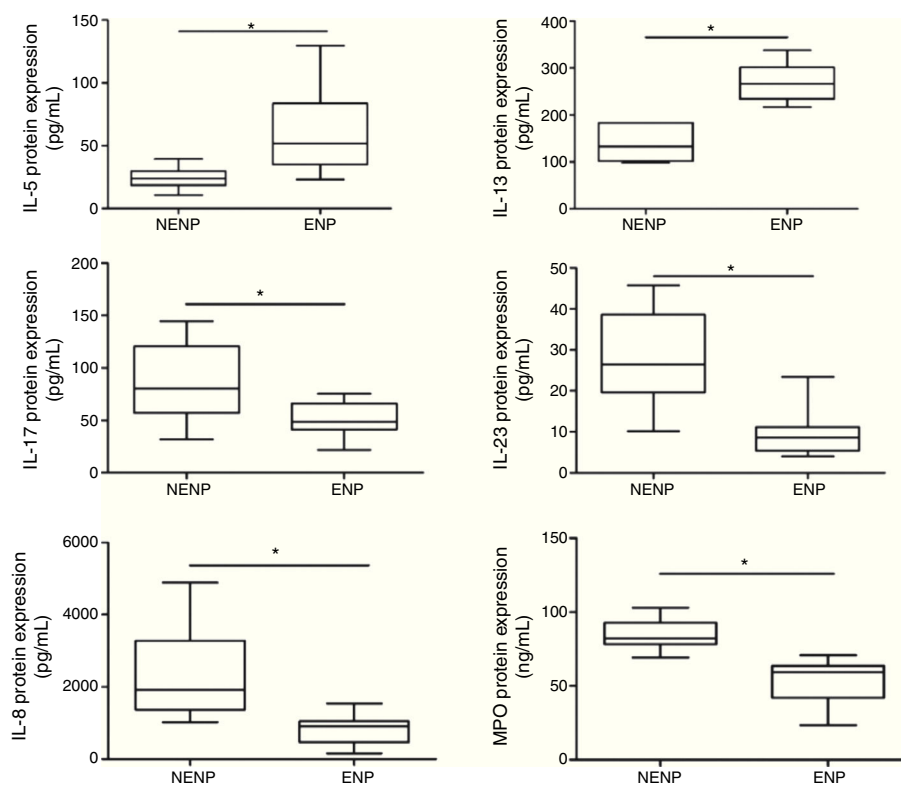 IL-5 protein expression
(pg/mL)
150
100
50
0
*
NENP
ENP
IL-13 protein expression
(pg/mL)
400
300
200
100
0
*
NENP
ENP
IL-17 protein expression
(pg/mL)
200
150
100
50
0
*
NENP
ENP
IL-23 protein expression
(pg/mL)
50
40
30
20
10
0
*
NENP
ENP
IL-8 protein expression
(pg/mL)
6000
4000
2000
0
*
NENP
ENP
MPO protein expression
(ng/mL)
150
100
50
0
*
NENP
ENP